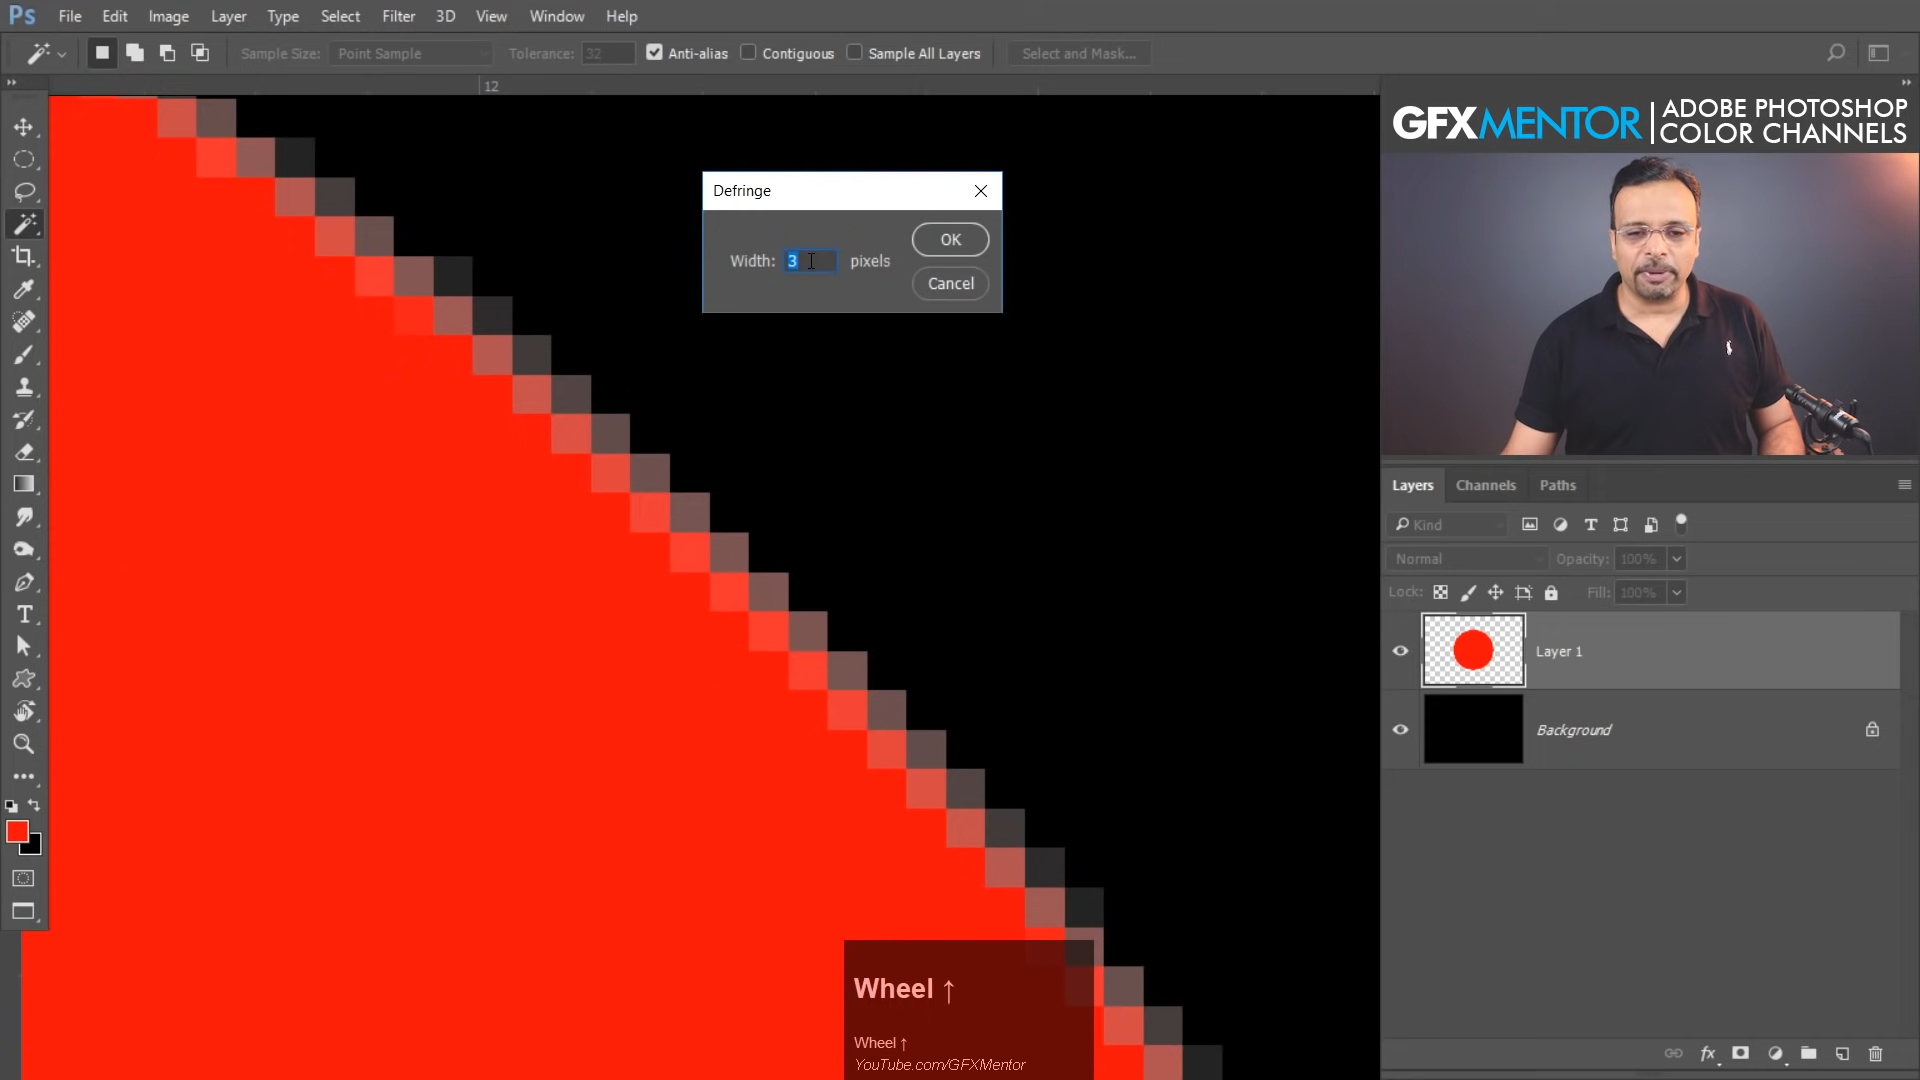 Ps File Edit Image Layer Type Select Filter 3D View Window Help
Sample Size: Point Sample Tolerance: 32 Anti-alias Contiguous Sample All Layers Select and Mask...
12
GFXMENTOR
ADOBE PHOTOSHOP
COLOR CHANNELS
Defringe
Width: 3 pixels
OK
Cancel
Layers Channels Paths
Kind
Normal Opacity: 100%
Lock: Fill: 100%
Layer 1
Background
fx
Wheel ↑
Wheel ↑
YouTube.com/GFXMentor